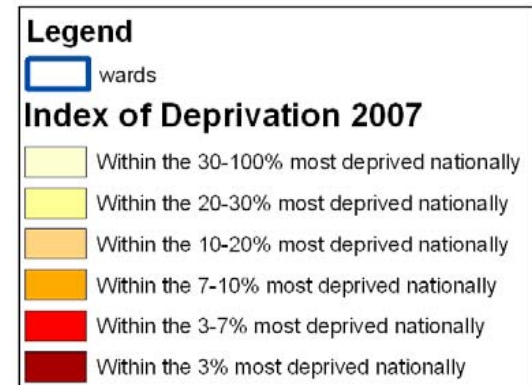 Legend
wards
Index of Deprivation 2007
Within the 30-100% most deprived nationally
Within the 20-30% most deprived nationally
Within the 10-20% most deprived nationally
Within the 7-10% most deprived nationally
Within the 3-7% most deprived nationally
Within the 3% most deprived nationally